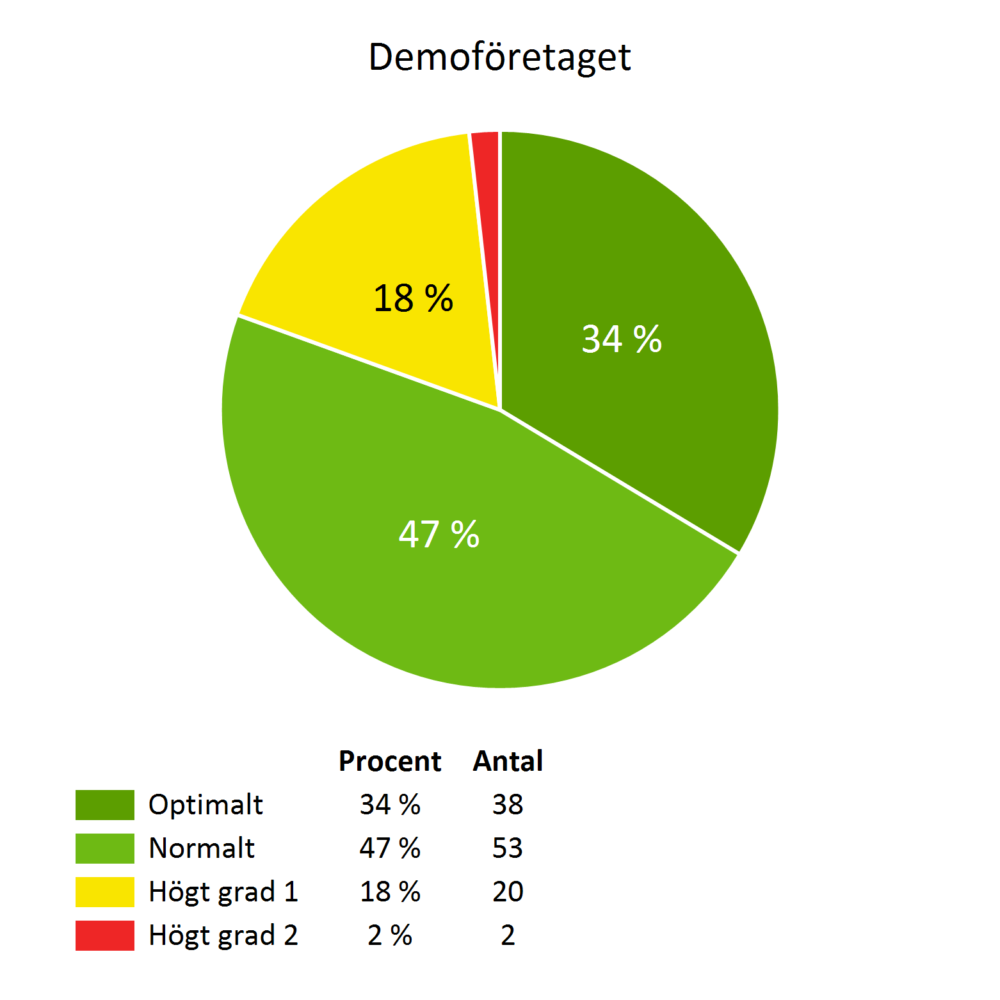 Demoföretaget
18 %
34 %
47 %
Procent Antal
Optimalt 34 % 38
Normalt 47 % 53
Högt grad 1 18 % 20
Högt grad 2 2 % 2